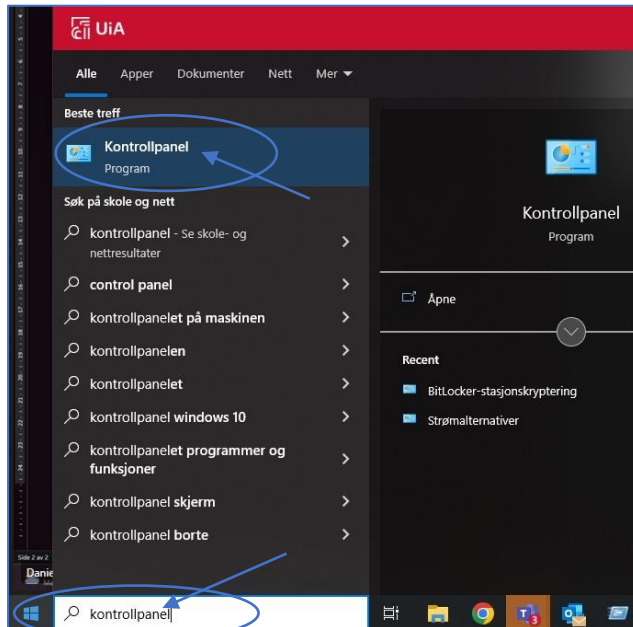 UiA
Alle Apper Dokumenter Nett Mer
Beste treff
Kontrollpanel
Program
Søk på skole og nett
kontrollpanel - Se skole- og
nettresultater
control panel
kontrollpanelet på maskinen
kontrollpanelen
kontrollpanelet
kontrollpanel windows 10
kontrollpanelet programmer og
funksjoner
kontrollpanel skjerm
kontrollpanel borte
Kontrollpanel
Program
Åpne
Recent
BitLocker-stasjonskryptering
Strømalternativer
Side 2 av 2
Danie
kontrollpanel
3